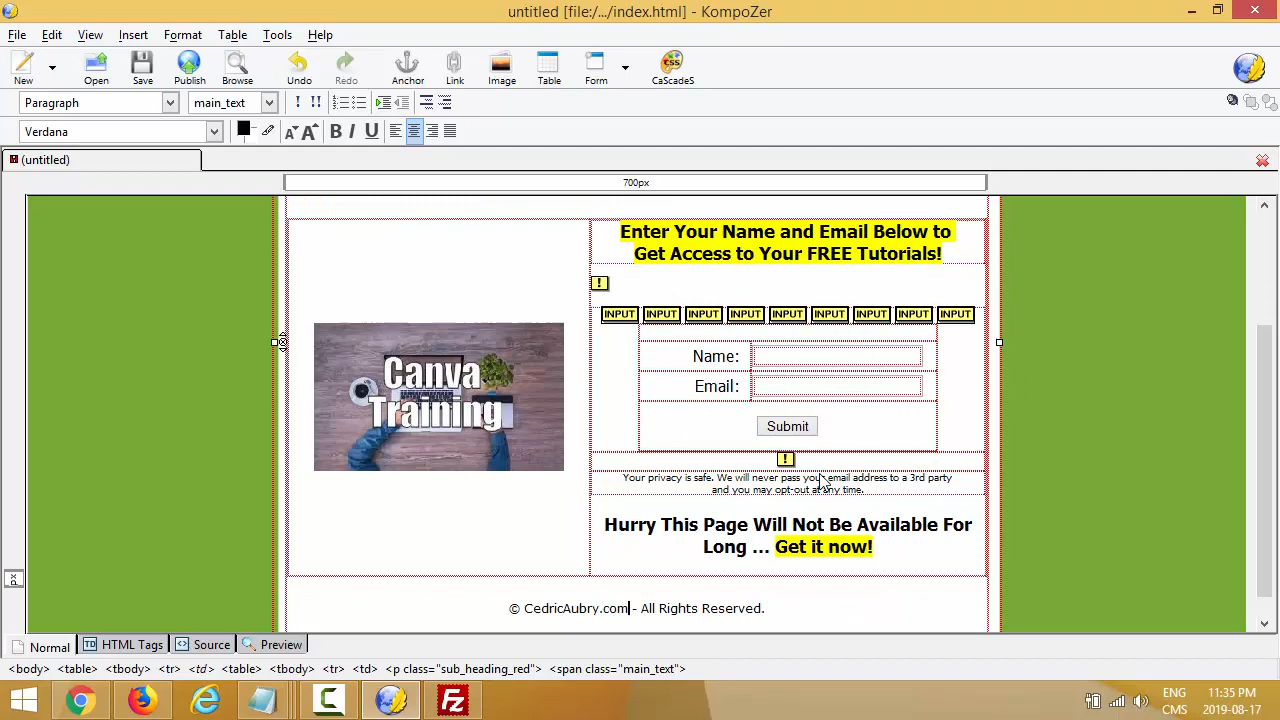 untitled [file:/.../index.html] - KompoZer
File Edit View Insert Format Table Tools Help
New Open Save Publish Browse Undo Redo Anchor Link Image Table Form CaScadeS
Paragraph main_text ! !!
Verdana A A B I U
(untitled)
700px
Enter Your Name and Email Below to
Get Access to Your FREE Tutorials!
!
INPUT INPUT INPUT INPUT INPUT INPUT INPUT INPUT INPUT
Name:
Email:
Submit
Canva
Training
!
Your privacy is safe. We will never pass your email address to a 3rd party
and you may opt-out at any time.
Hurry This Page Will Not Be Available For
Long ... Get it now!
© CedricAubry.com - All Rights Reserved.
px
Normal TD HTML Tags <> Source Preview
<body> <table> <tbody> <tr> <td> <table> <tbody> <tr> <td> <p class="sub_heading_red"> <span class="main_text">
ENG 11:35 PM
CMS 2019-08-17